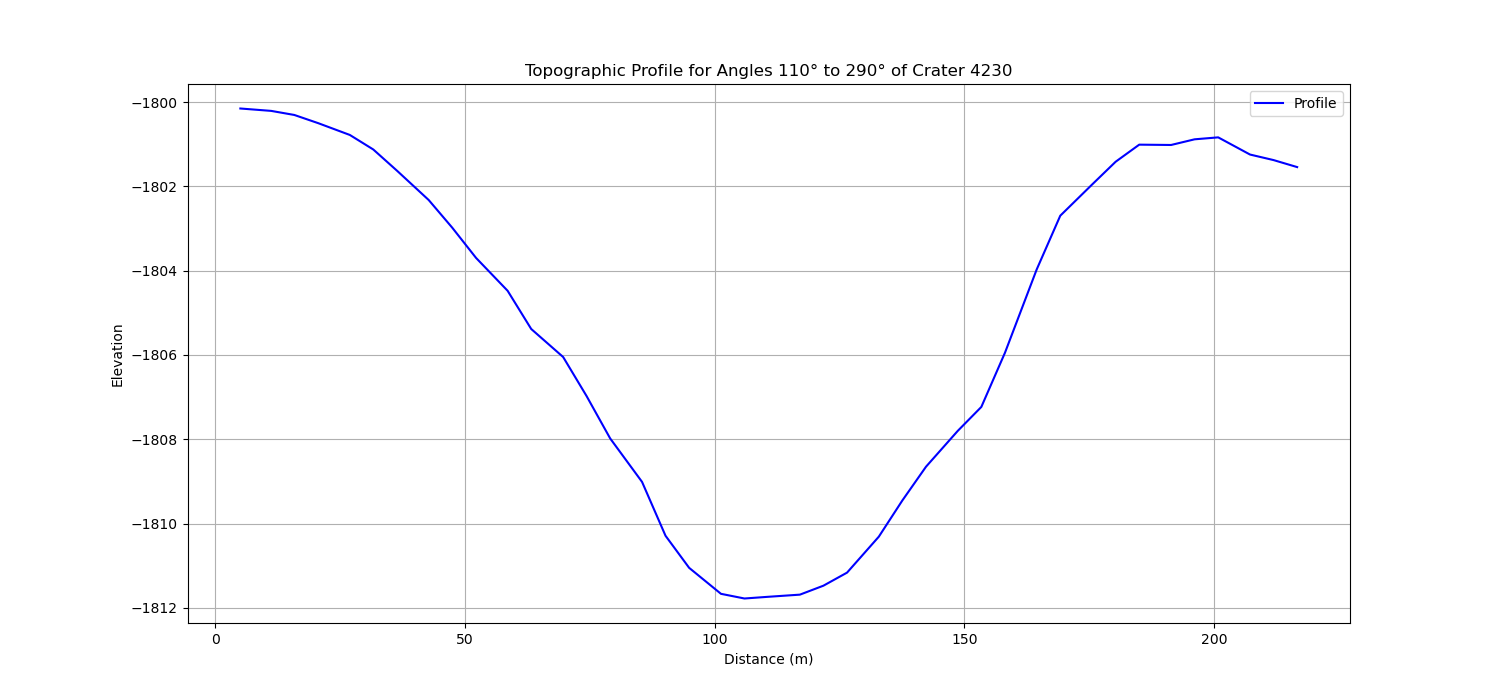 Topographic Profile for Angles 110° to 290° of Crater 4230
Profile
Elevation
−1800
−1802
−1804
−1806
−1808
−1810
−1812
0 50 100 150 200
Distance (m)